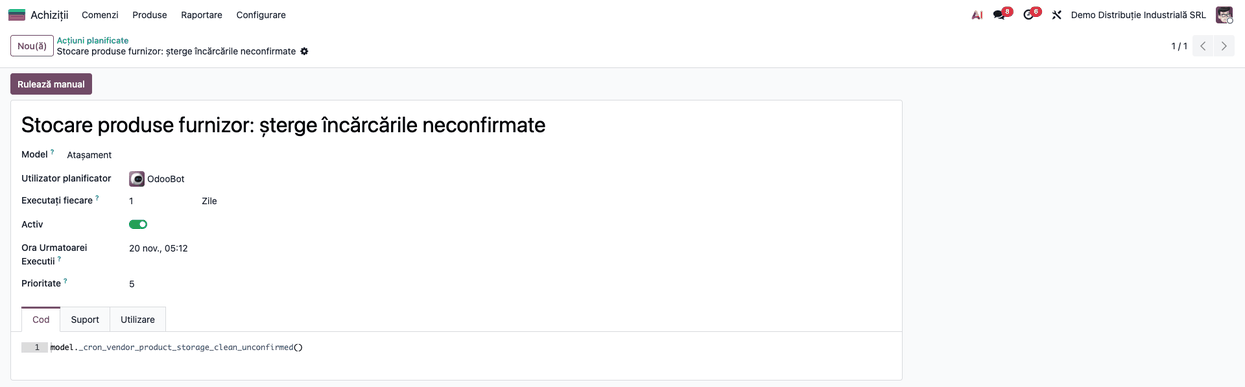 Achiziții Comenzi Produse Raportare Configurare AI 8 6 Demo Distribuție Industrială SRL
Nou(ă)
Acțiuni planificate
Stocare produse furnizor: șterge încărcările neconfirmate
1 / 1
Rulează manual
Stocare produse furnizor: șterge încărcările neconfirmate
Model ? Atașament
Utilizator planificator OdooBot
Executați fiecare ? 1 Zile
Activ
Ora Urmatoarei
Executii ? 20 nov., 05:12
Prioritate ? 5
Cod Suport Utilizare
1 model._cron_vendor_product_storage_clean_unconfirmed()